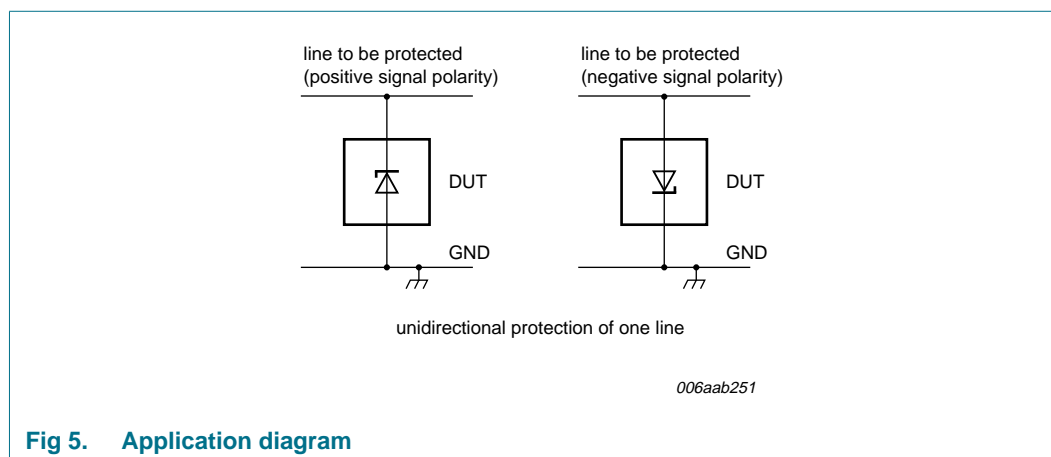 line to be protected
(positive signal polarity)
line to be protected
(negative signal polarity)
DUT
DUT
GND
GND
unidirectional protection of one line
006aab251
Fig 5. Application diagram